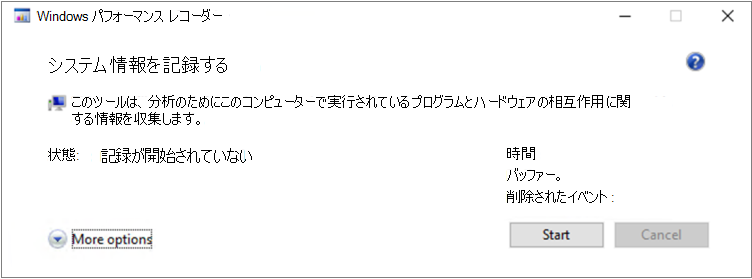 Windows パフォーマンス レコーダー
システム情報を記録する
このツールは、分析のためにこのコンピューターで実行されているプログラムとハードウェアの相互作用に関
する情報を収集します。
状態: 記録が開始されていない
時間
バッファー。
削除されたイベント:
More options
Start
Cancel